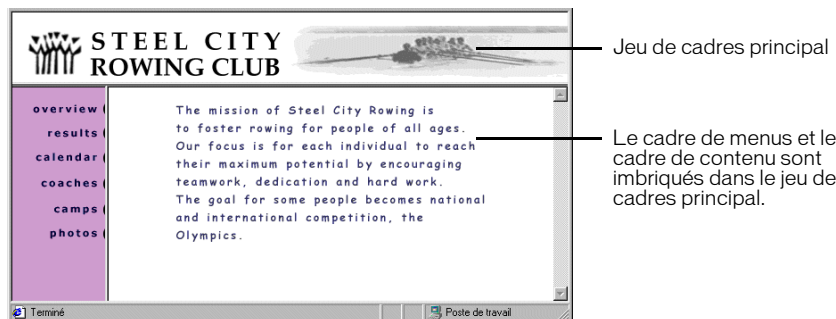 STEEL CITY
ROWING CLUB
Jeu de cadres principal
overview
results
calendar
coaches
camps
photos
The mission of Steel City Rowing is
to foster rowing for people of all ages.
Our focus is for each individual to reach
their maximum potential by encouraging
teamwork, dedication and hard work.
The goal for some people becomes national
and international competition, the
Olympics.
Le cadre de menus et le
cadre de contenu sont
imbriqués dans le jeu de
cadres principal.
Terminé
Poste de travail